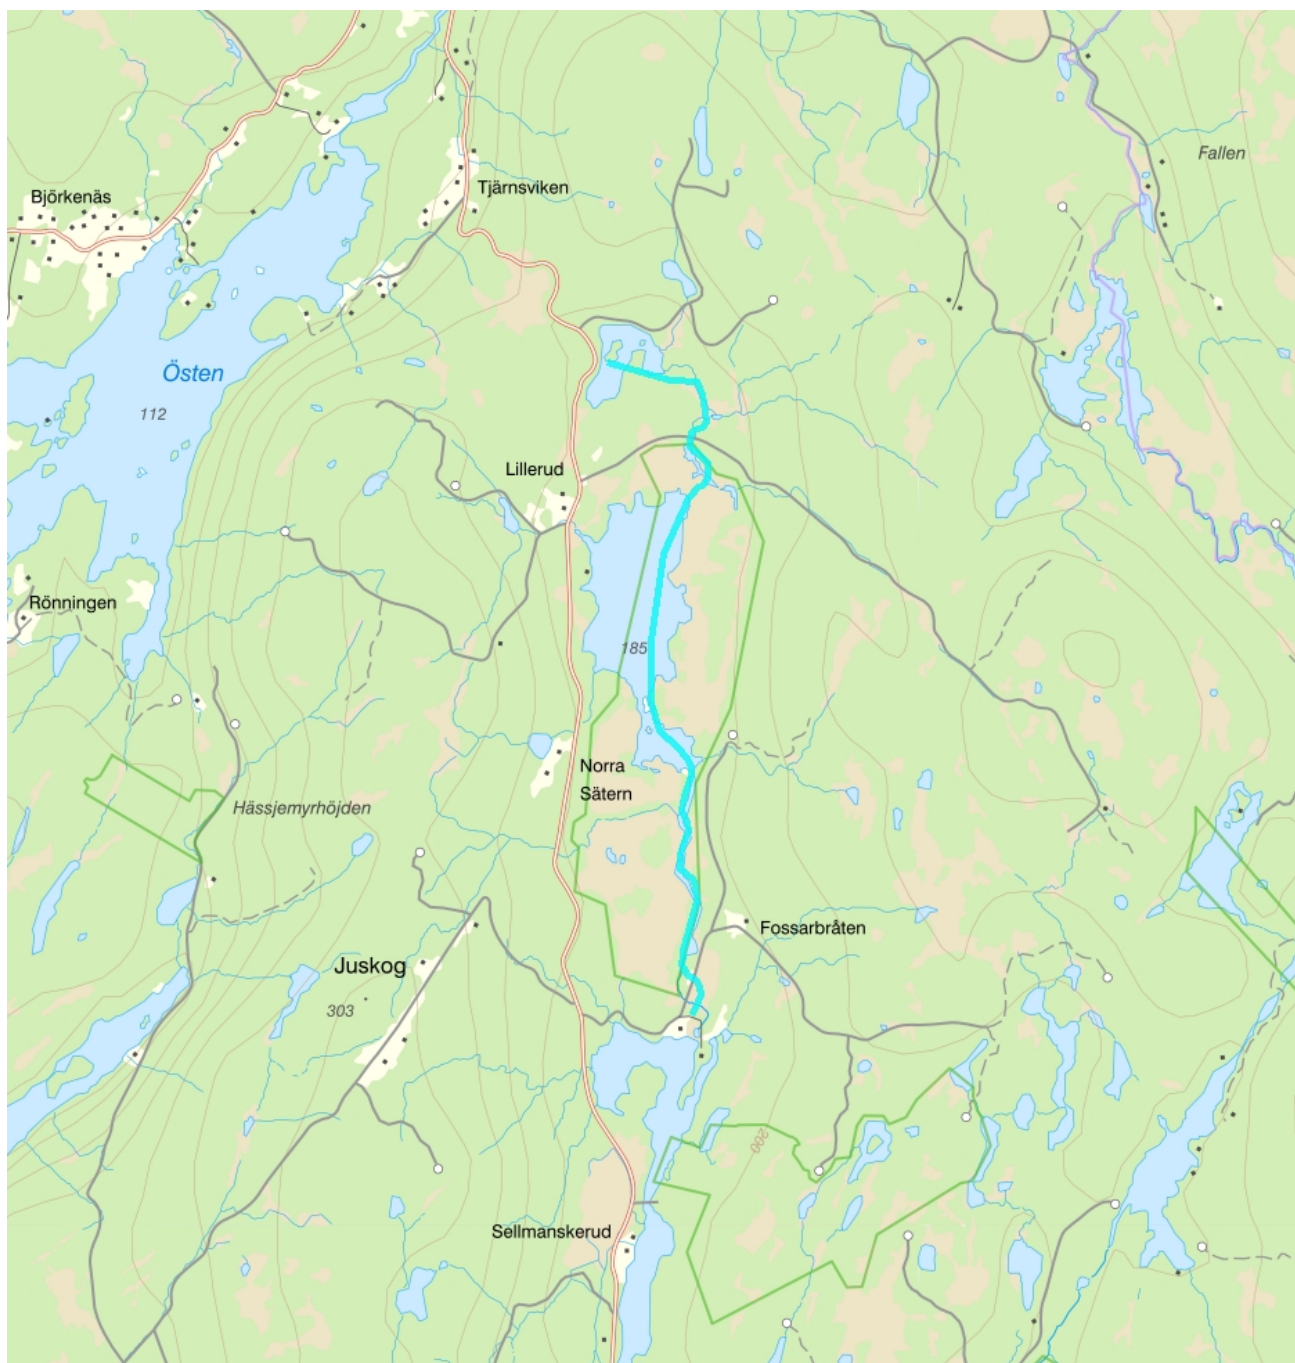 Fallen
Tjärnsviken
Björkenäs
Östen
112
Lillerud
Rönningen
185
Norra
Sätern
Hässjemyrhöjden
Fossarbråten
Juskog
303
200
Sellmanskerud